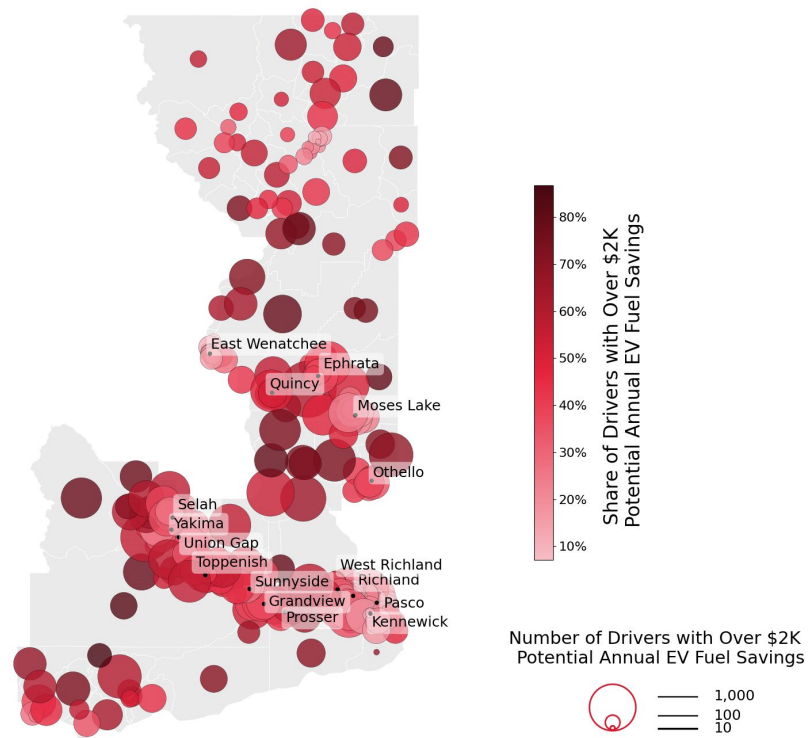 East Wenatchee
Ephrata
Quincy
Moses Lake
Othello
Selah
Yakima
Union Gap
Toppenish
West Richland
Sunnyside
Richland
Grandview
Pasco
Prosser
Kennewick
80%
70%
60%
50%
40%
30%
20%
10%
Share of Drivers with Over $2K
Potential Annual EV Fuel Savings
Number of Drivers with Over $2K
Potential Annual EV Fuel Savings
1,000
100
10